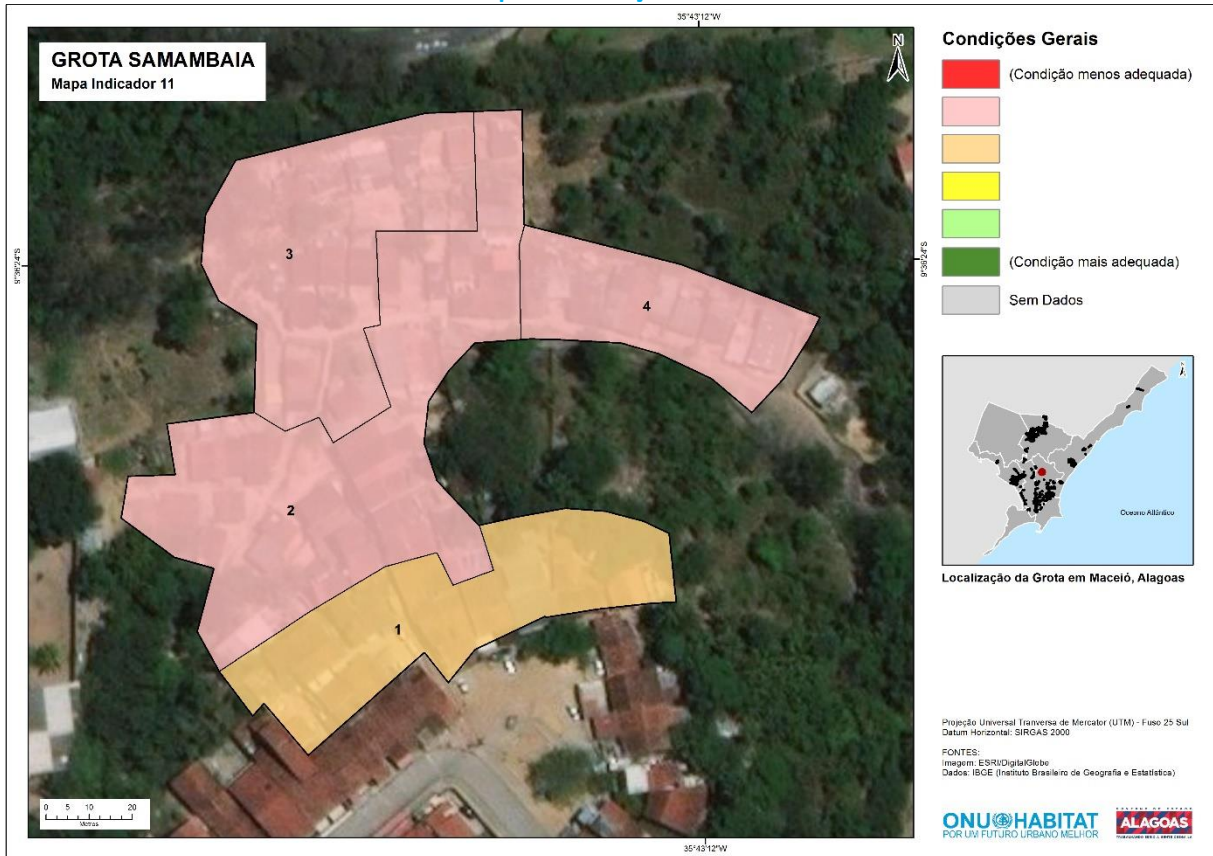 35°43'12"W
GROTA SAMAMBAIA
Mapa Indicador 11
N
Condições Gerais
(Condição menos adequada)
(Condição mais adequada)
Sem Dados
9°36'24"S
9°36'24"S
3
4
2
1
Oceano Atlântico
Localização da Grota em Maceió, Alagoas
Projeção Universal Tranversa de Mercator (UTM) - Fuso 25 Sul
Datum Horizontal: SIRGAS 2000
FONTES:
Imagem: ESRI/DigitalGlobe
Dados: IBGE (Instituto Brasileiro de Geografia e Estatística)
0 5 10 20
Metros
ONU HABITAT
POR UM FUTURO URBANO MELHOR
ALAGOAS
35°43'12"W